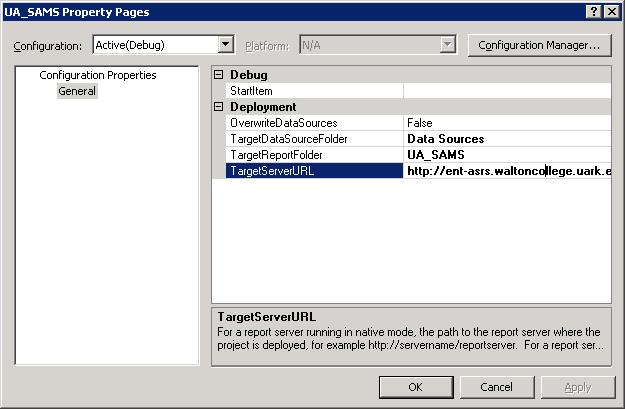 UA_SAMS Property Pages
Configuration: Active(Debug) Platform: N/A Configuration Manager...
Configuration Properties
General
Debug
StartItem
Deployment
OverwriteDataSources False
TargetDataSourceFolder Data Sources
TargetReportFolder UA_SAMS
TargetServerURL http://ent-asrs.waltoncollege.uark.e
TargetServerURL
For a report server running in native mode, the path to the report server where the
project is deployed, for example http://servername/reportserver. For a report ser...
OK Cancel Apply